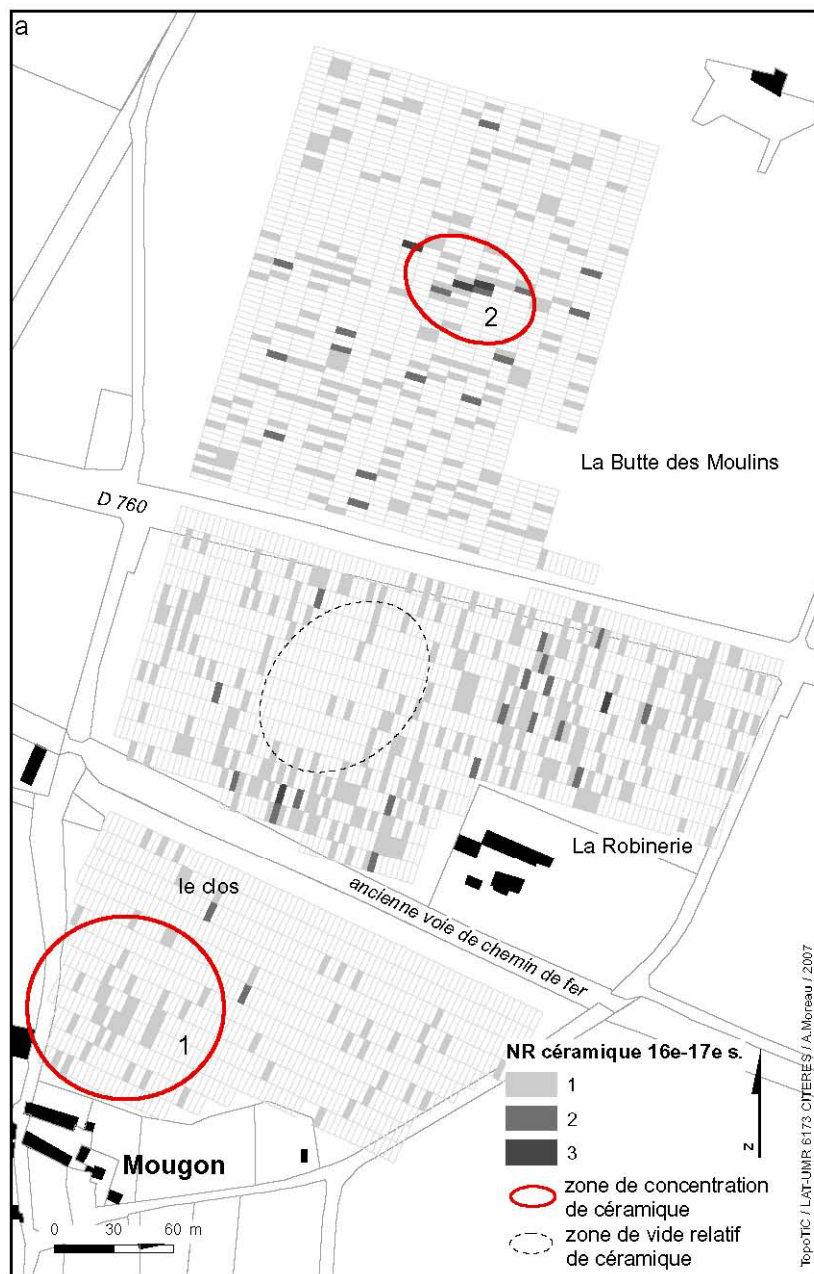 a
2
La Butte des Moulins
D 760
La Robinerie
le clos
ancienne voie de chemin de fer
1
NR céramique 16e-17e s.
1
2
3
zone de concentration
de céramique
zone de vide relatif
de céramique
N
Mougon
0 30 60 m
TopoTiC / LAT-UMR 6173 CITERES / A.Moreau / 2007